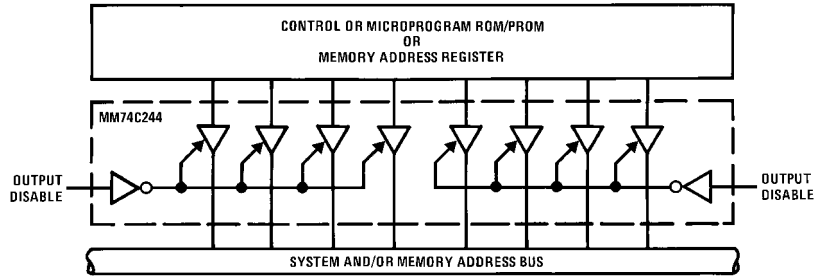 CONTROL OR MICROPROGRAM ROM/PROM
OR
MEMORY ADDRESS REGISTER
MM74C244
OUTPUT
DISABLE
OUTPUT
DISABLE
SYSTEM AND/OR MEMORY ADDRESS BUS